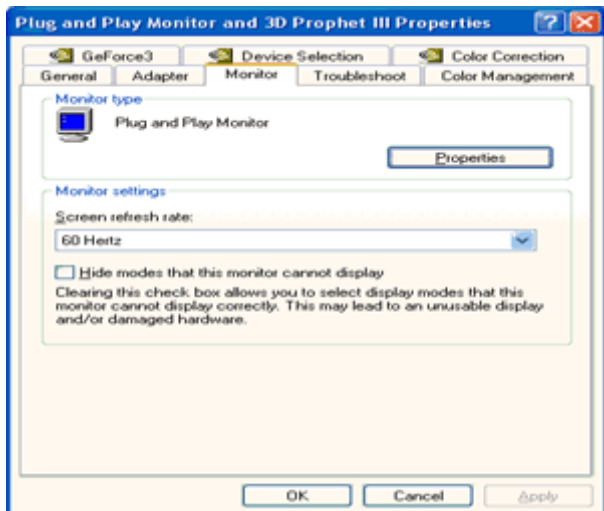 Plug and Play Monitor and 3D Prophet III Properties
GeForce3 Device Selection Color Correction
General Adapter Monitor Troubleshoot Color Management
Monitor type
Plug and Play Monitor
Properties
Monitor settings
Screen refresh rate:
60 Hertz
Hide modes that this monitor cannot display
Clearing this check box allows you to select display modes that this
monitor cannot display correctly. This may lead to an unusable display
and/or damaged hardware.
OK Cancel Apply